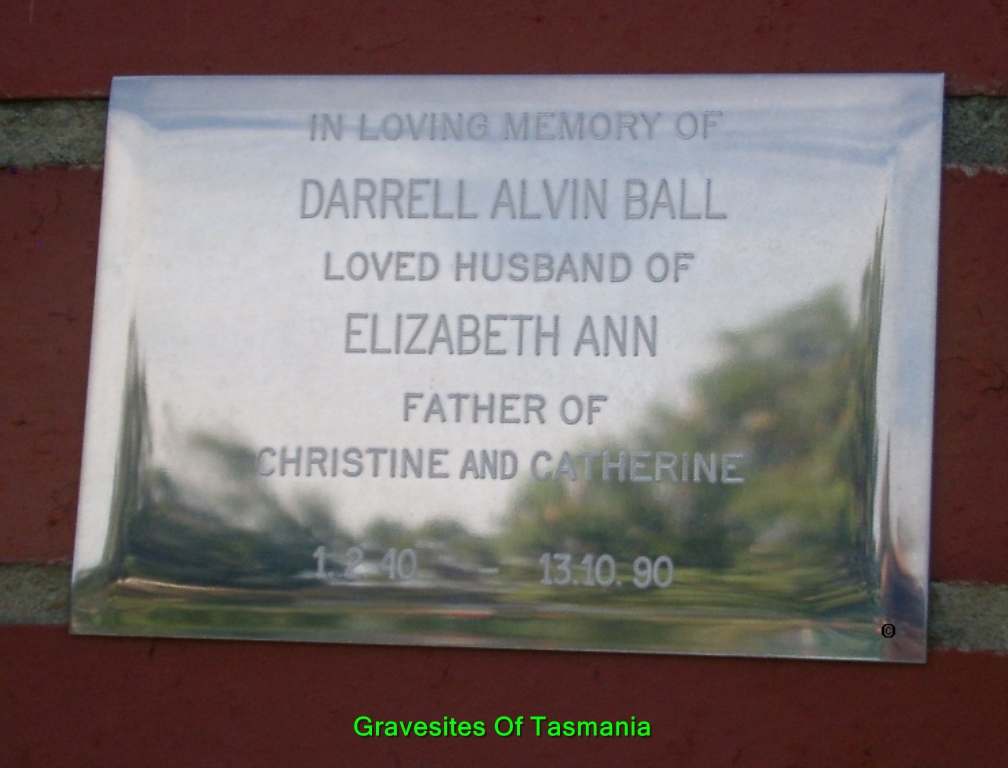 IN LOVING MEMORY OF
DARRELL ALVIN BALL
LOVED HUSBAND OF
ELIZABETH ANN
FATHER OF
CHRISTINE AND CATHERINE
1.2.40 – 13.10.90
©
Gravesites Of Tasmania